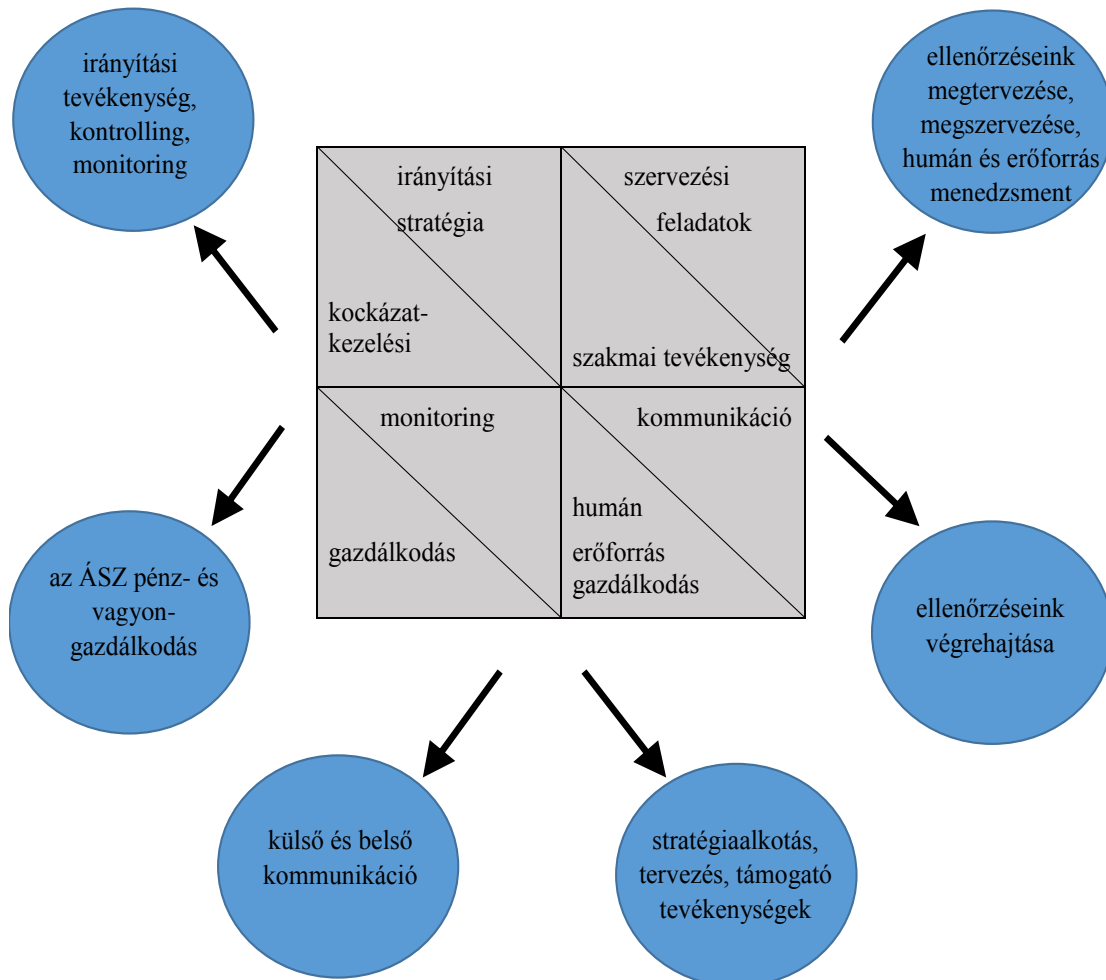 irányítási
tevékenység,
kontrolling,
monitoring
ellenőrzéseink
megtervezése,
megszervezése,
humán és erőforrás
menedzsment
irányítási
stratégia
kockázat-
kezelési
szervezési
feladatok
szakmai tevékenység
monitoring
gazdálkodás
kommunikáció
humán
erőforrás
gazdálkodás
az ÁSZ pénz- és
vagyon-
gazdálkodás
ellenőrzéseink
végrehajtása
külső és belső
kommunikáció
stratégiaalkotás,
tervezés, támogató
tevékenységek